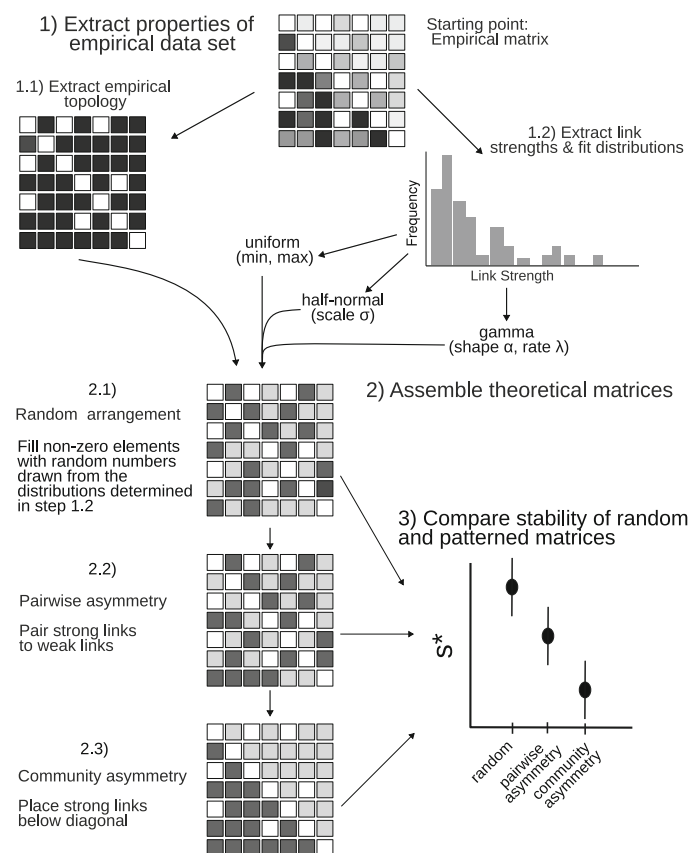 1) Extract properties of
empirical data set
Starting point:
Empirical matrix
1.1) Extract empirical
topology
1.2) Extract link
strengths & fit distributions
Frequency
Link Strength
uniform
(min, max)
half-normal
(scale σ)
gamma
(shape α, rate λ)
2) Assemble theoretical matrices
2.1)
Random arrangement
Fill non-zero elements
with random numbers
drawn from the
distributions determined
in step 1.2
2.2)
Pairwise asymmetry
Pair strong links
to weak links
2.3)
Community asymmetry
Place strong links
below diagonal
3) Compare stability of random
and patterned matrices
s*
random
pairwise
asymmetry
community
asymmetry